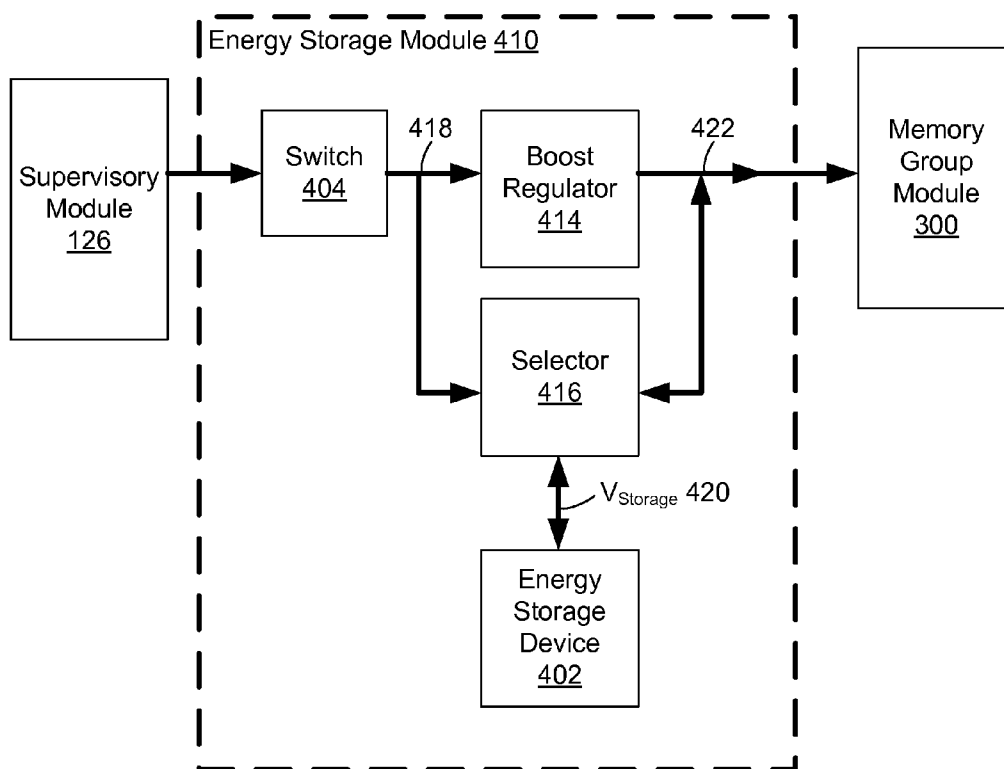 Energy Storage Module 410
Supervisory
Module
126
Switch
404
418
Boost
Regulator
414
422
Memory
Group
Module
300
Selector
416
VStorage 420
Energy
Storage
Device
402